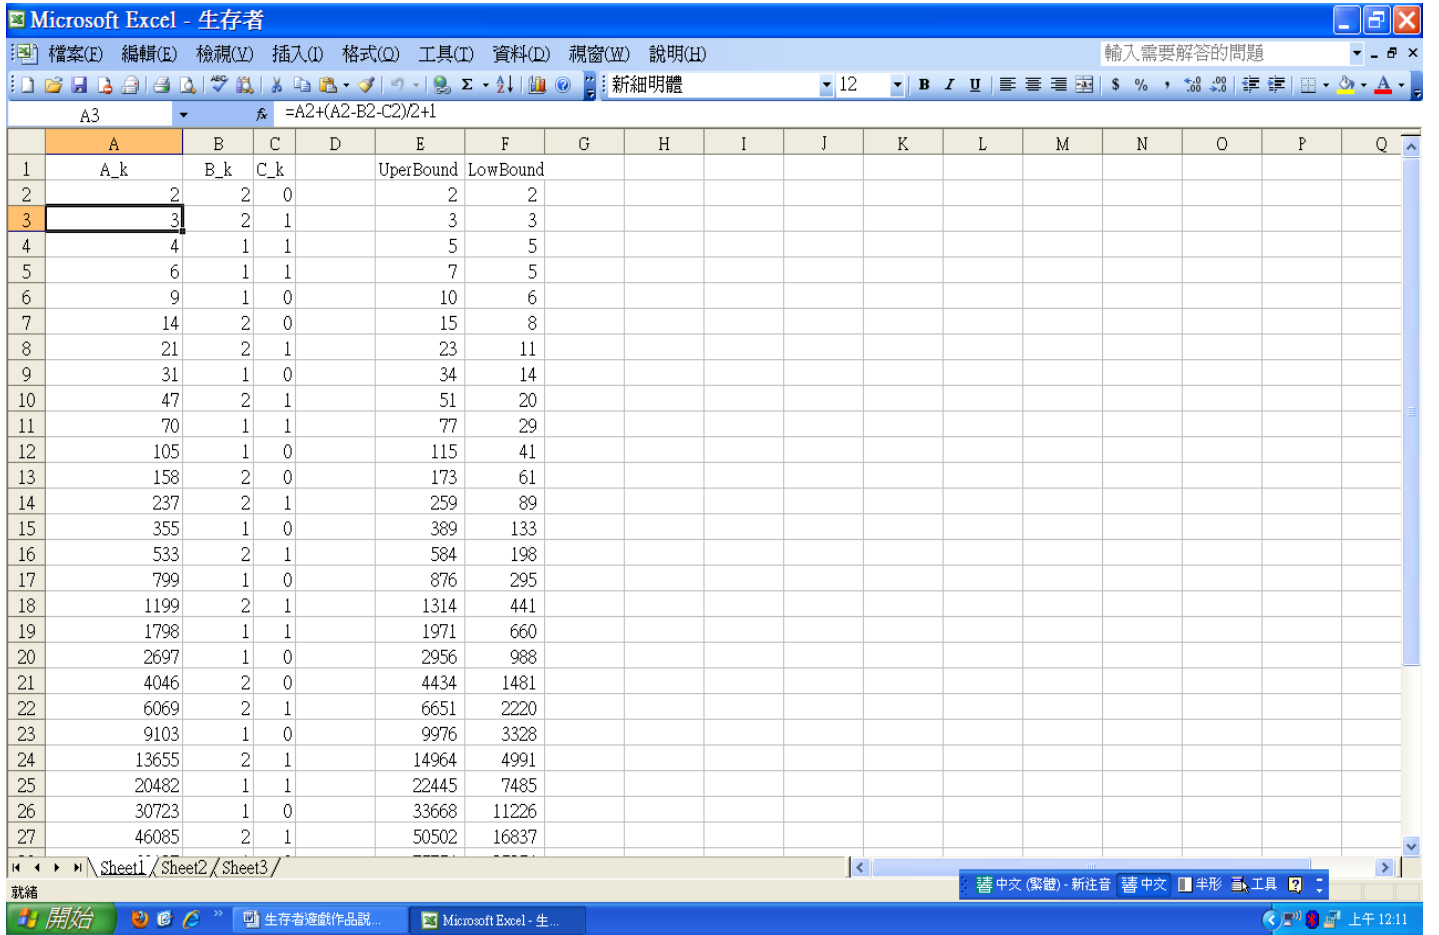 Microsoft Excel - 生存者
檔案(F) 編輯(E) 檢視(V) 插入(I) 格式(O) 工具(T) 資料(D) 視窗(W) 說明(H) 輸入需要解答的問題
新細明體 12 B I U $ % ,
A3 fx =A2+(A2-B2-C2)/2+1
A B C D E F G H I J K L M N O P Q
1 A_k B_k C_k UperBound LowBound
2 2 2 0 2 2
3 3 2 1 3 3
4 4 1 1 5 5
5 6 1 1 7 5
6 9 1 0 10 6
7 14 2 0 15 8
8 21 2 1 23 11
9 31 1 0 34 14
10 47 2 1 51 20
11 70 1 1 77 29
12 105 1 0 115 41
13 158 2 0 173 61
14 237 2 1 259 89
15 355 1 0 389 133
16 533 2 1 584 198
17 799 1 0 876 295
18 1199 2 1 1314 441
19 1798 1 1 1971 660
20 2697 1 0 2956 988
21 4046 2 0 4434 1481
22 6069 2 1 6651 2220
23 9103 1 0 9976 3328
24 13655 2 1 14964 4991
25 20482 1 1 22445 7485
26 30723 1 0 33668 11226
27 46085 2 1 50502 16837
Sheet1 Sheet2 Sheet3
就緒 中文 (繁體) - 新注音 中文 半形 工具
開始 生存者遊戲作品説... Microsoft Excel - 生... 上午 12:11